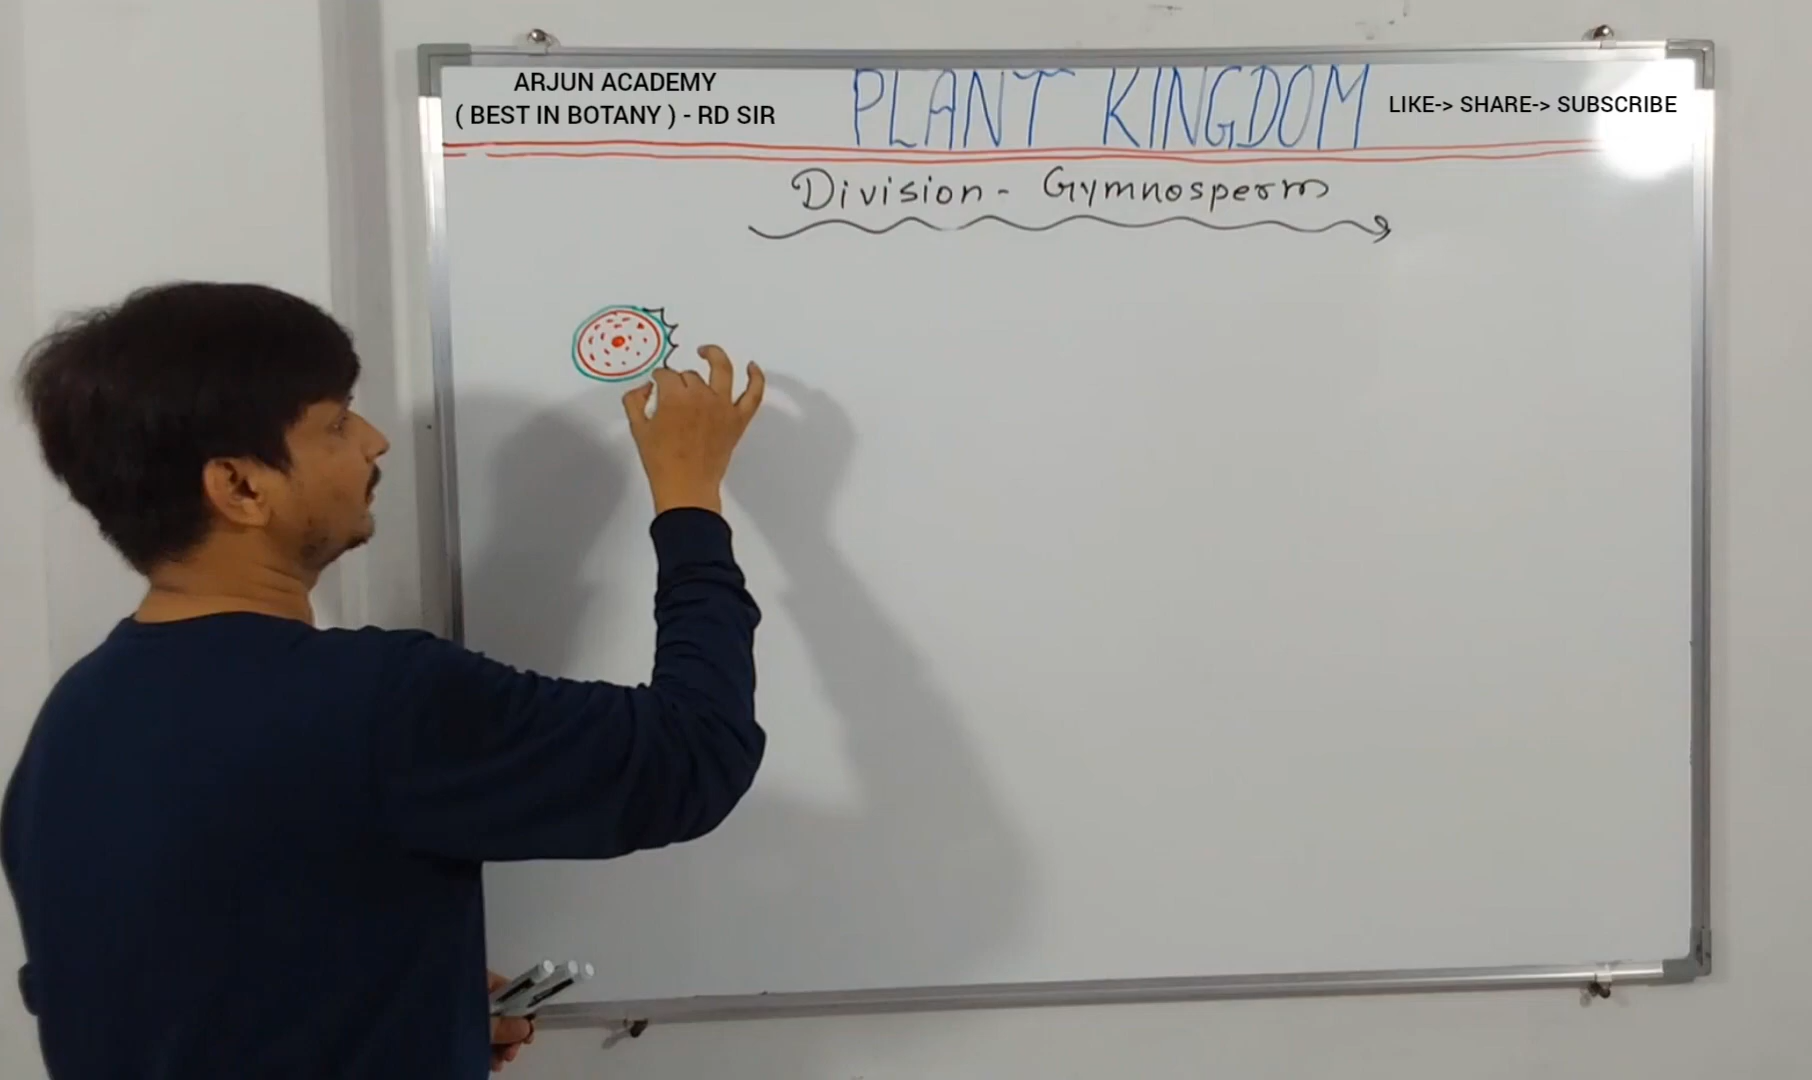 ARJUN ACADEMY
( BEST IN BOTANY ) - RD SIR
PLANT KINGDOM
LIKE-> SHARE-> SUBSCRIBE
Division - Gymnosperm